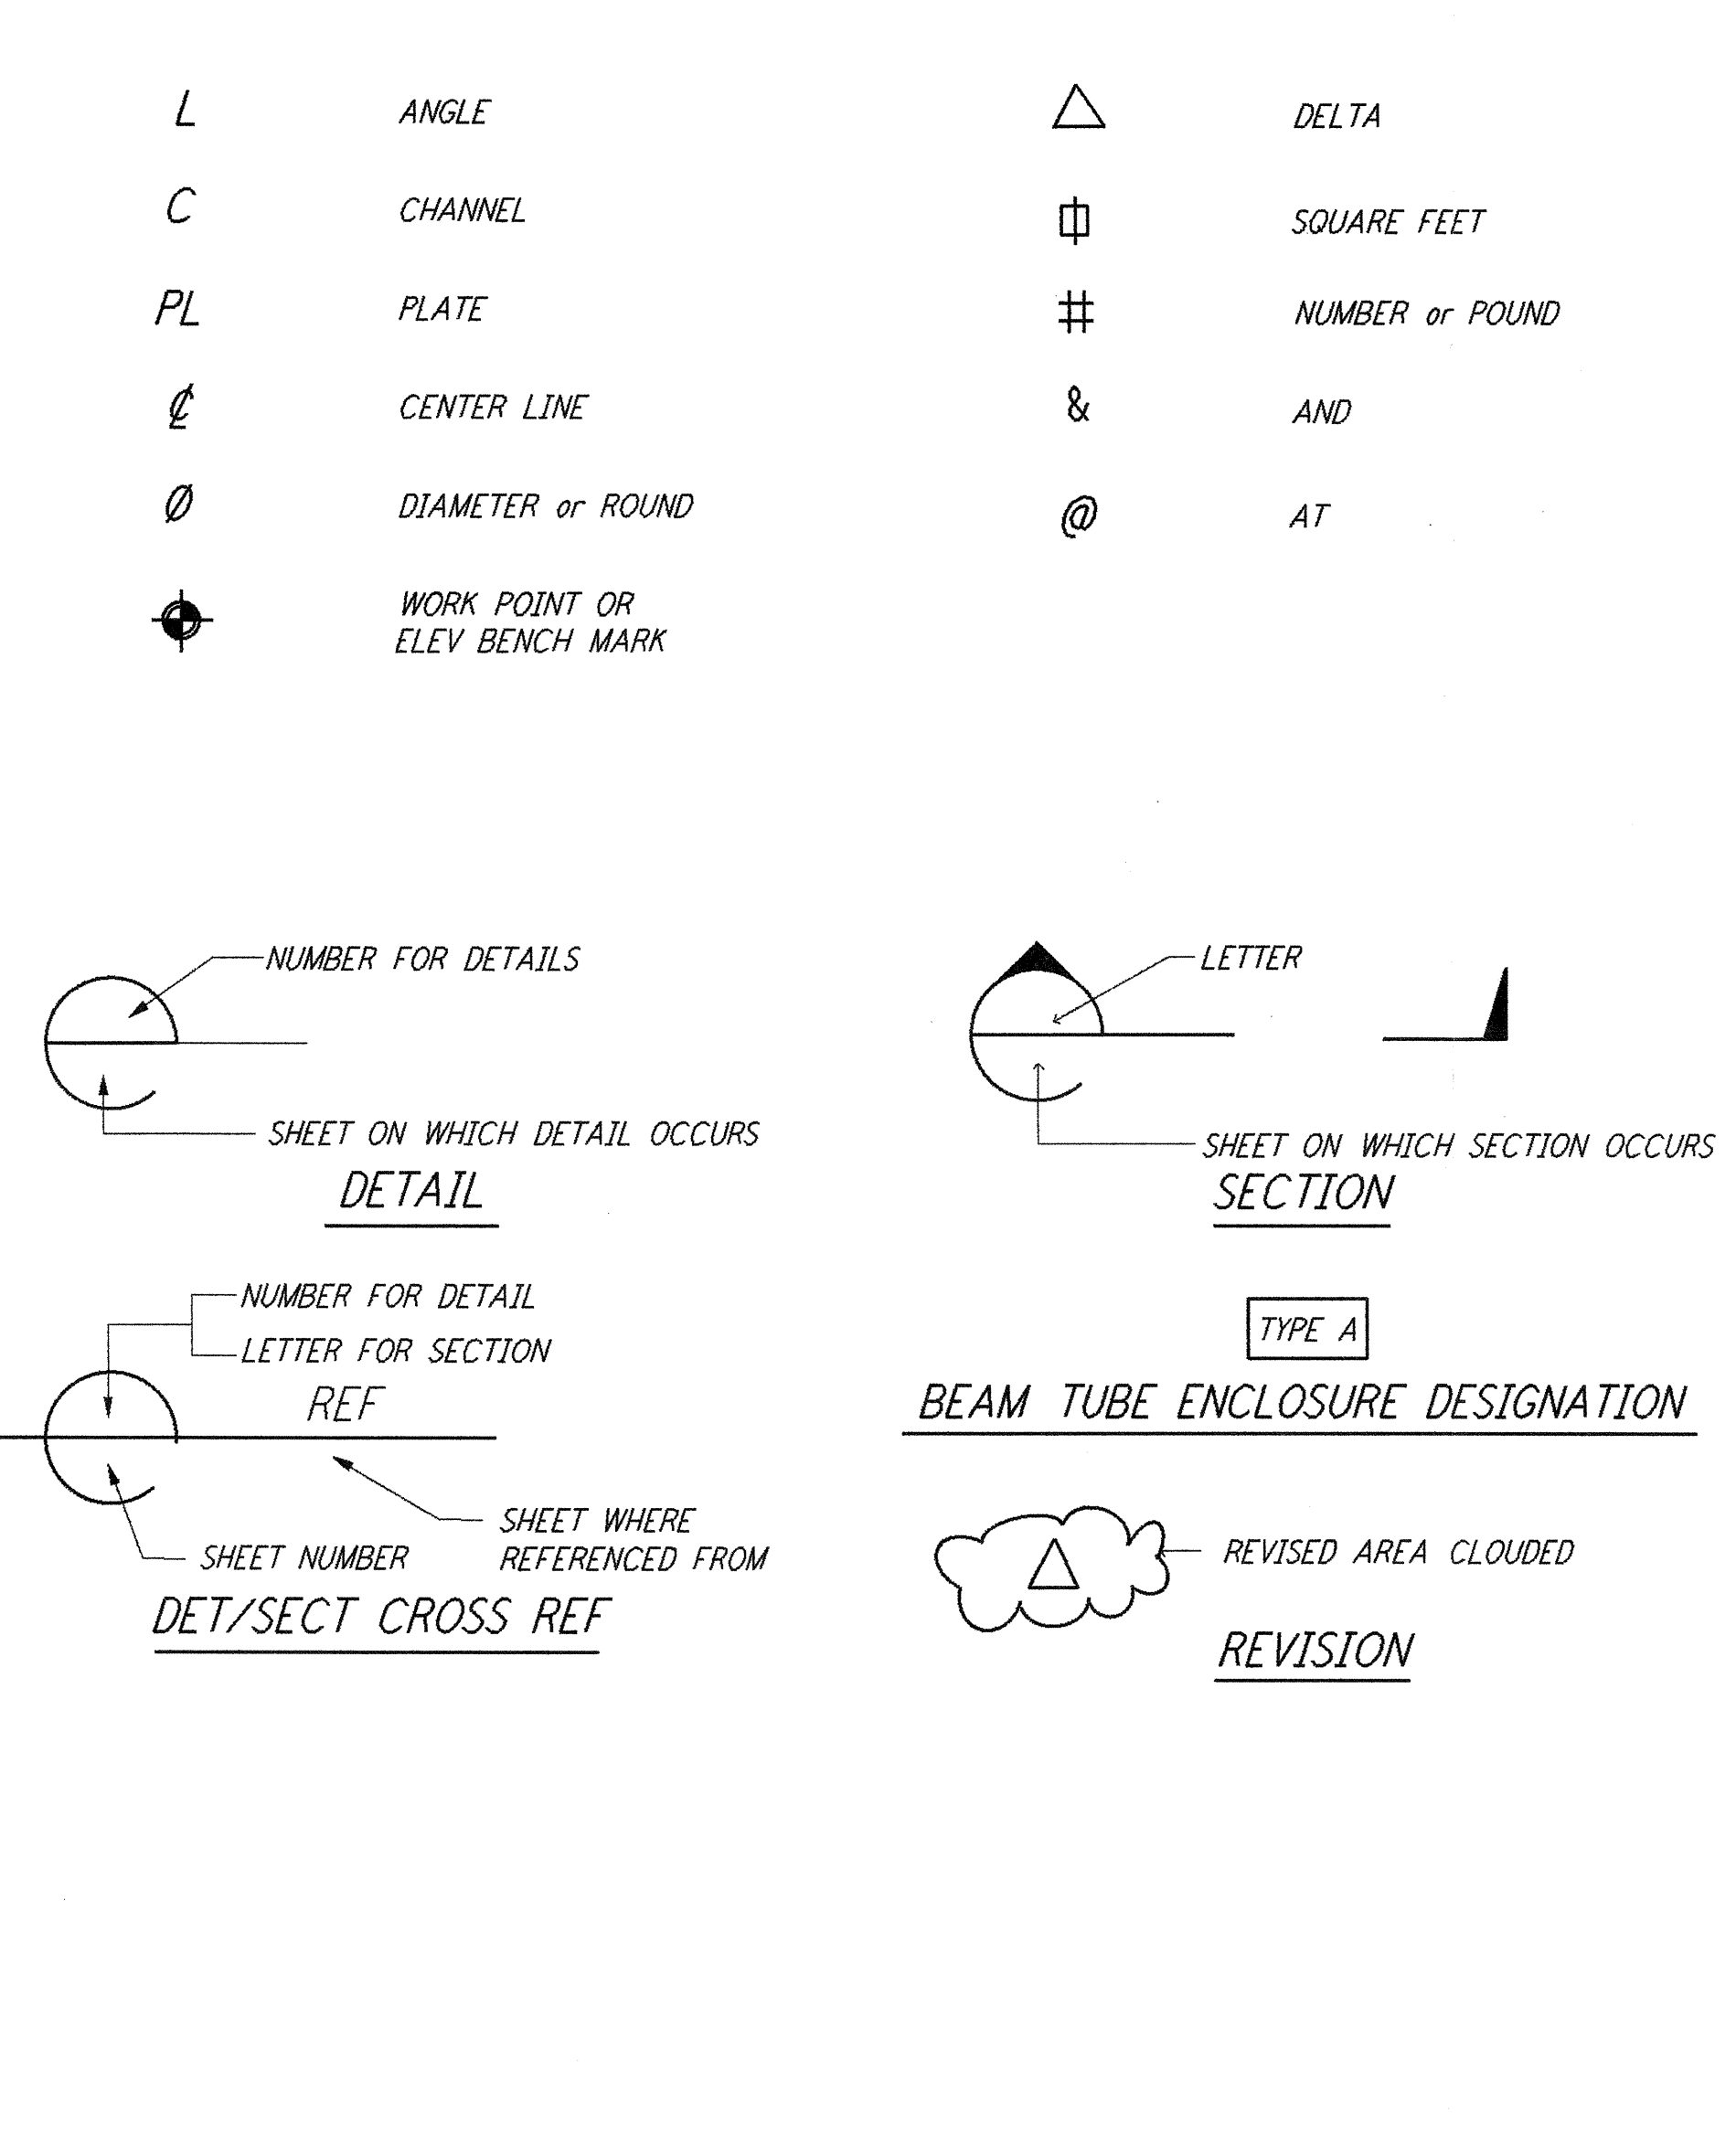 L ANGLE
C CHANNEL
PL PLATE
℄ CENTER LINE
Ø DIAMETER or ROUND
WORK POINT OR
ELEV BENCH MARK
△ DELTA
SQUARE FEET
# NUMBER or POUND
& AND
@ AT
NUMBER FOR DETAILS
SHEET ON WHICH DETAIL OCCURS
DETAIL
LETTER
SHEET ON WHICH SECTION OCCURS
SECTION
NUMBER FOR DETAIL
LETTER FOR SECTION
REF
SHEET WHERE
REFERENCED FROM
SHEET NUMBER
DET/SECT CROSS REF
TYPE A
BEAM TUBE ENCLOSURE DESIGNATION
REVISED AREA CLOUDED
REVISION